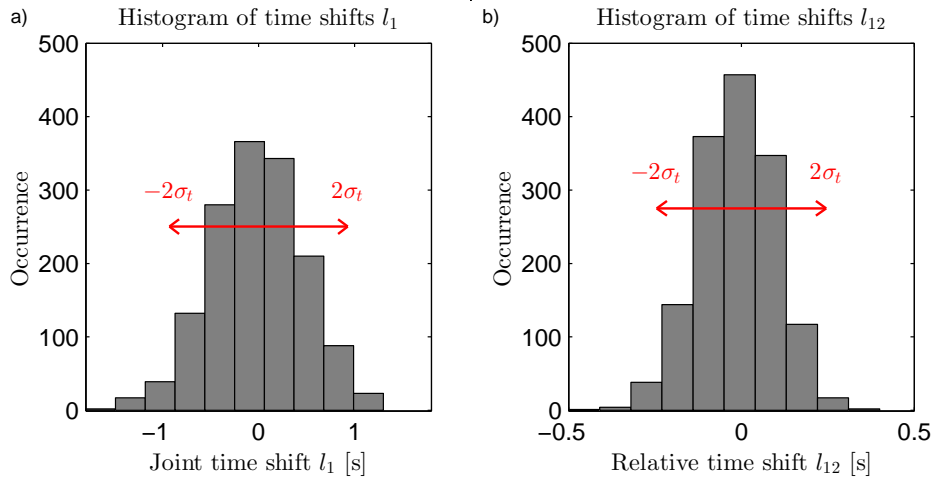 a)
Histogram of time shifts l₁
500
400
300
200
100
0
Occurrence
−2σₜ
2σₜ
−1
0
1
Joint time shift l₁ [s]
b)
Histogram of time shifts l₁₂
500
400
300
200
100
0
Occurrence
−2σₜ
2σₜ
−0.5
0
0.5
Relative time shift l₁₂ [s]